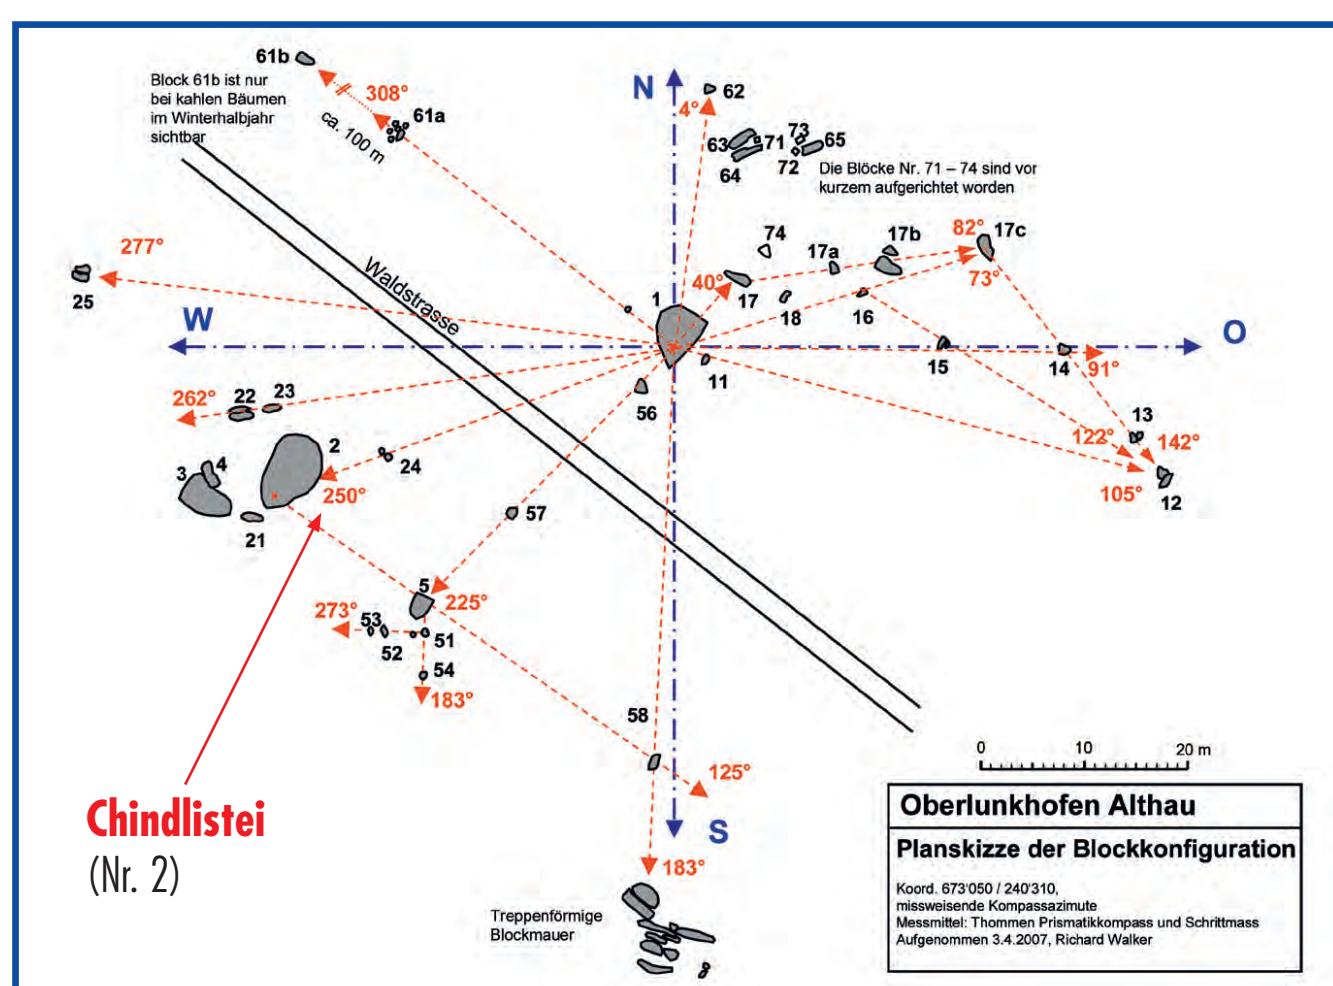 61b
Block 61b ist nur
bei kahlen Bäumen
im Winterhalbjahr
sichtbar
308°
61a
ca. 100 m
N
4°
62
63
71
73
65
64
72
Die Blöcke Nr. 71 – 74 sind vor
kurzem aufgerichtet worden
277°
25
Waldstrasse
74
17a
17b
82°
17c
73°
40°
17
18
16
1
W
O
11
15
14
91°
56
262°
22
23
2
3
4
24
250°
21
57
13
122°
142°
105°
12
5
225°
273°
53
51
52
54
183°
58
125°
S
183°
Chindlistei
(Nr. 2)
0
10
20 m
Treppenförmige
Blockmauer
Oberlunkhofen Althau
Planskizze der Blockkonfiguration
Koord. 673'050 / 240'310,
missweisende Kompassazimute
Messmittel: Thommen Prismatikkompass und Schrittmass
Aufgenommen 3.4.2007, Richard Walker